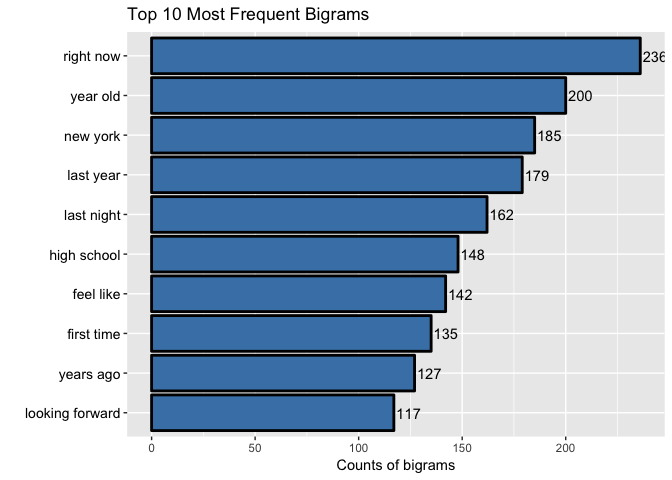 Top 10 Most Frequent Bigrams
right now 236
year old 200
new york 185
last year 179
last night 162
high school 148
feel like 142
first time 135
years ago 127
looking forward 117
0 50 100 150 200
Counts of bigrams